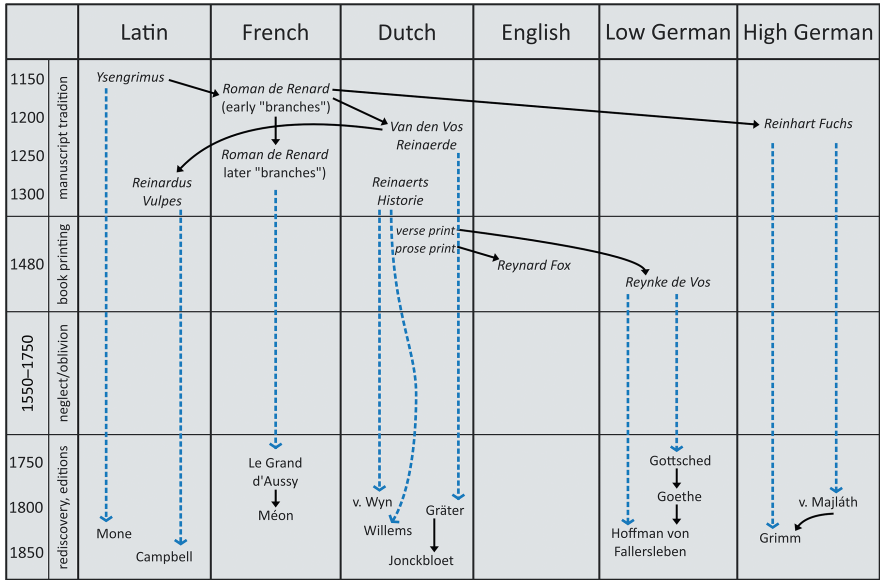 Latin
French
Dutch
English
Low German
High German
1150
1200
1250
1300
manuscript tradition
Ysengrimus
Roman de Renard
(early "branches")
Van den Vos
Reinaerde
Reinhart Fuchs
Roman de Renard
later "branches")
Reinardus
Vulpes
Reinaerts
Historie
1480
book printing
verse print
prose print
Reynard Fox
Reynke de Vos
1550–1750
neglect/oblivion
1750
1800
1850
rediscovery, editions
Mone
Campbell
Le Grand
d'Aussy
Méon
v. Wyn
Willems
Gräter
Jonckbloet
Gottsched
Goethe
Hoffman von
Fallersleben
v. Majláth
Grimm